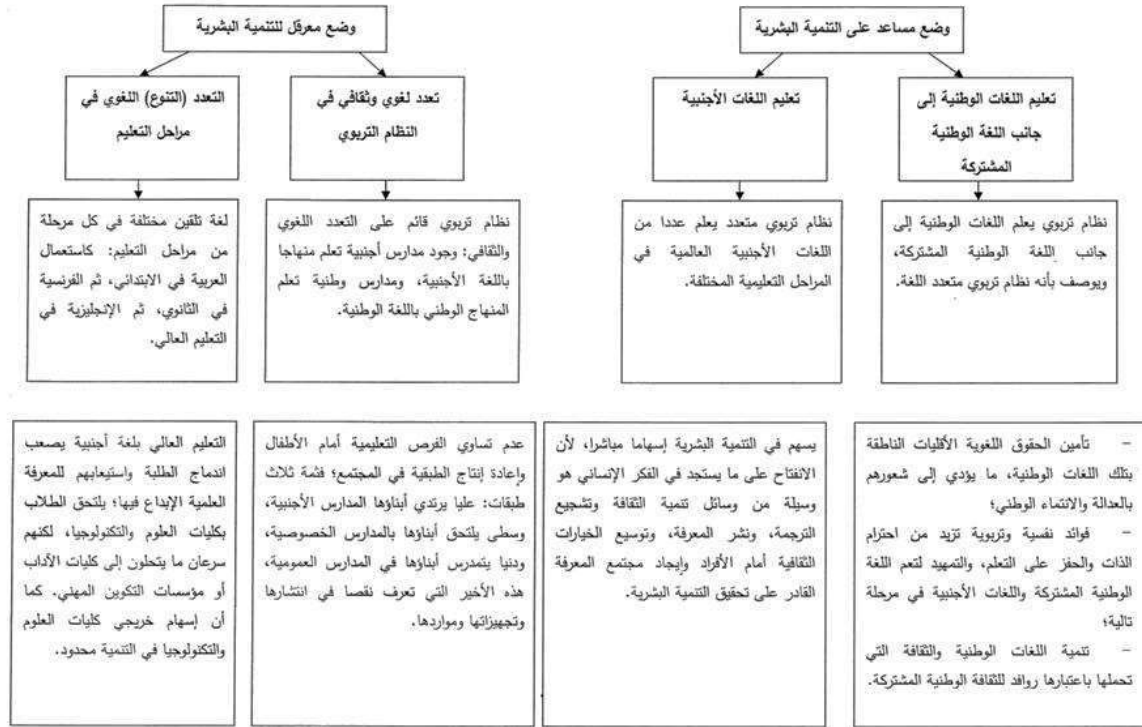 وضع مساعد على التنمية البشرية
وضع معرقل للتنمية البشرية
تعليم اللغات الوطنية إلى
جانب اللغة الوطنية
المشتركة
تعليم اللغات الأجنبية
تعدد لغوي وثقافي في
النظام التربوي
التعدد (التنوع) اللغوي في
مراحل التعليم
نظام تربوي يعلم اللغات الوطنية إلى
جانب اللغة الوطنية المشتركة،
ويوصف بأنه نظام تربوي متعدد اللغة.
نظام تربوي متعدد يعلم عددا من
اللغات الأجنبية العالمية في
المراحل التعليمية المختلفة.
نظام تربوي قائم على التعدد اللغوي
والثقافي: وجود مدارس أجنبية تعلم منهاجا
باللغة الأجنبية، ومدارس وطنية تعلم
المنهاج الوطني باللغة الوطنية.
لغة تلقين مختلفة في كل مرحلة
من مراحل التعليم: كاستعمال
العربية في الابتدائي، ثم الفرنسية
في الثانوي، ثم الإنجليزية في
التعليم العالي.
– تأمين الحقوق اللغوية الأقليات الناطقة
بتلك اللغات الوطنية، ما يؤدي إلى شعورهم
بالعدالة والانتماء الوطني؛
– فوائد نفسية وتربوية تزيد من احترام
الذات والحفز على التعلم، والتمهيد لتعم اللغة
الوطنية المشتركة واللغات الأجنبية في مرحلة
تالية؛
– تنمية اللغات الوطنية والثقافة التي
تحملها باعتبارها روافد للثقافة الوطنية المشتركة.
يسهم في التنمية البشرية إسهاما مباشرا، لأن
الانفتاح على ما يستجد في الفكر الإنساني هو
وسيلة من وسائل تنمية الثقافة وتشجيع
الترجمة، ونشر المعرفة، وتوسيع الخيارات
الثقافية أمام الأفراد وإيجاد مجتمع المعرفة
القادر على تحقيق التنمية البشرية.
عدم تساوي الفرص التعليمية أمام الأطفال
وإعادة إنتاج الطبقية في المجتمع؛ فثمة ثلاث
طبقات: عليا يرتدي أبناؤها المدارس الأجنبية،
وسطى يلتحق أبناؤها بالمدارس الخصوصية،
ودنيا يتمدرس أبناؤها في المدارس العمومية،
هذه الأخير التي تعرف نقصا في انتشارها
وتجهيزاتها ومواردها.
التعليم العالي بلغة أجنبية يصعب
اندماج الطلبة واستيعابهم للمعرفة
العلمية الإبداع فيها؛ يلتحق الطلاب
بكليات العلوم والتكنولوجيا، لكنهم
سرعان ما يتحلون إلى كليات الآداب
أو مؤسسات التكوين المهني. كما
أن إسهام خريجي كليات العلوم
والتكنولوجيا في التنمية محدود.